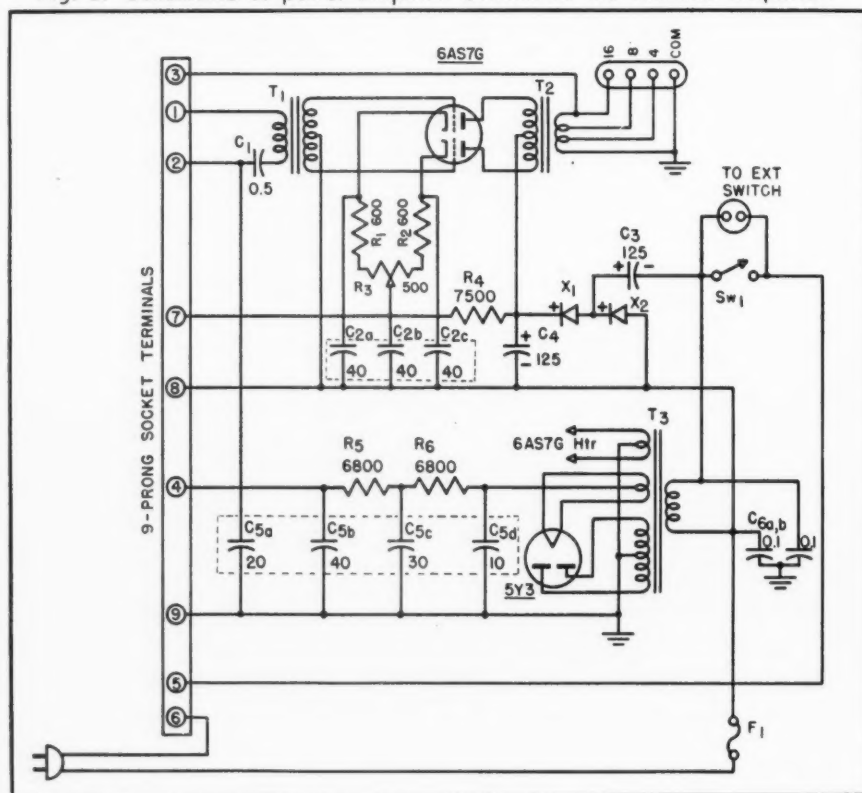 6AS7G
16 8 4 COM
3
T1
T2
1
C1
2
0.5
TO EXT
SWITCH
R1 600
R2 600
C3
125
+ -
R3
500
R4
7500
X1
X2
+
+
Sw1
7
C2a
C2b
C2c
C4
+
125
-
40
40
40
8
9-PRONG SOCKET TERMINALS
T3
6AS7G Htr
R5
6800
R6
6800
4
C5a
C5b
C5c
C5d
C6a,b
0.1
0.1
20
40
30
10
5Y3
9
5
6
F1